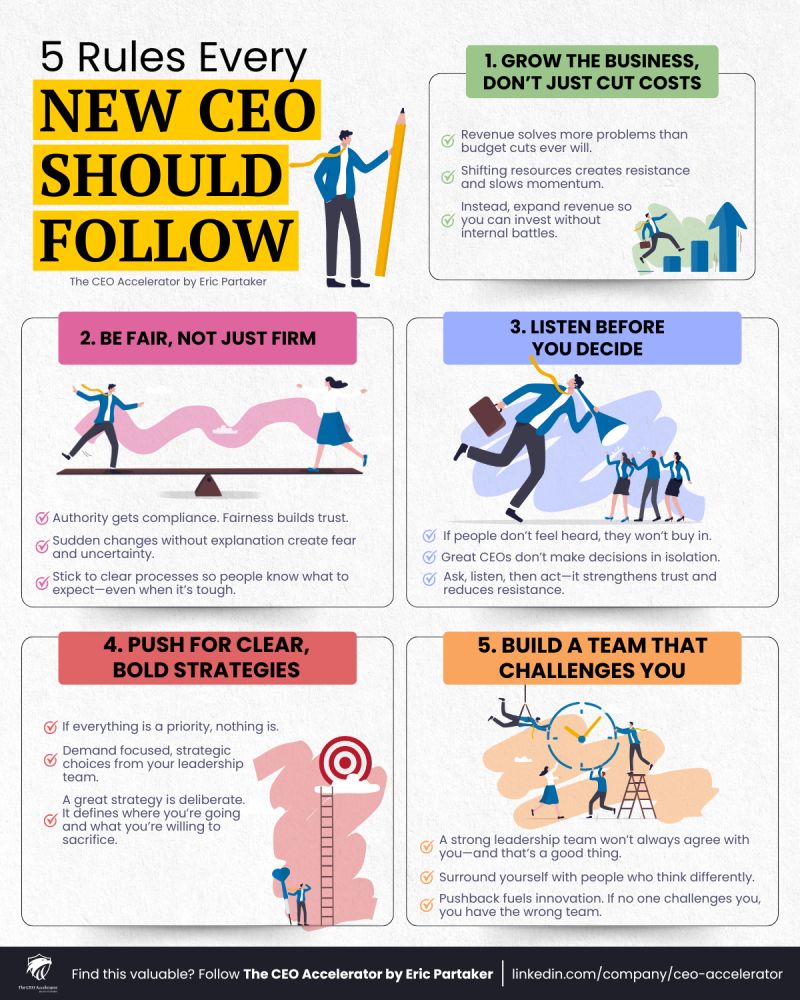 5 Rules Every
NEW CEO
SHOULD
FOLLOW
The CEO Accelerator by Eric Partaker
1. GROW THE BUSINESS,
DON'T JUST CUT COSTS
Revenue solves more problems than
budget cuts ever will.
Shifting resources creates resistance
and slows momentum.
Instead, expand revenue so
you can invest without
internal battles.
2. BE FAIR, NOT JUST FIRM
Authority gets compliance. Fairness builds trust.
Sudden changes without explanation create fear
and uncertainty.
Stick to clear processes so people know what to
expect—even when it's tough.
3. LISTEN BEFORE
YOU DECIDE
If people don't feel heard, they won't buy in.
Great CEOs don't make decisions in isolation.
Ask, listen, then act—it strengthens trust and
reduces resistance.
4. PUSH FOR CLEAR,
BOLD STRATEGIES
If everything is a priority, nothing is.
Demand focused, strategic
choices from your leadership
team.
A great strategy is deliberate.
It defines where you're going
and what you're willing to
sacrifice.
5. BUILD A TEAM THAT
CHALLENGES YOU
A strong leadership team won't always agree with
you—and that's a good thing.
Surround yourself with people who think differently.
Pushback fuels innovation. If no one challenges you,
you have the wrong team.
The CEO Accelerator
Find this valuable? Follow The CEO Accelerator by Eric Partaker
linkedin.com/company/ceo-accelerator